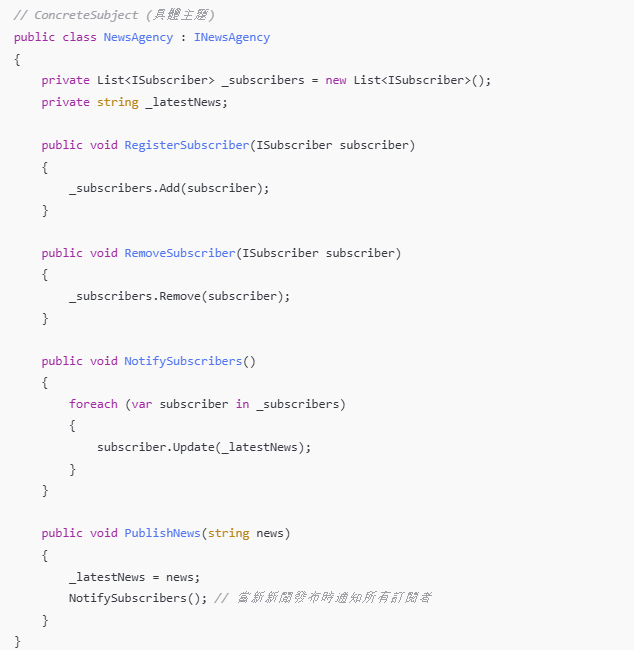 // ConcreteSubject (具體主題)
public class NewsAgency : INewsAgency
{
    private List<ISubscriber> _subscribers = new List<ISubscriber>();
    private string _latestNews;

    public void RegisterSubscriber(ISubscriber subscriber)
    {
        _subscribers.Add(subscriber);
    }

    public void RemoveSubscriber(ISubscriber subscriber)
    {
        _subscribers.Remove(subscriber);
    }

    public void NotifySubscribers()
    {
        foreach (var subscriber in _subscribers)
        {
            subscriber.Update(_latestNews);
        }
    }

    public void PublishNews(string news)
    {
        _latestNews = news;
        NotifySubscribers(); // 當新新聞發布時通知所有訂閱者
    }
}